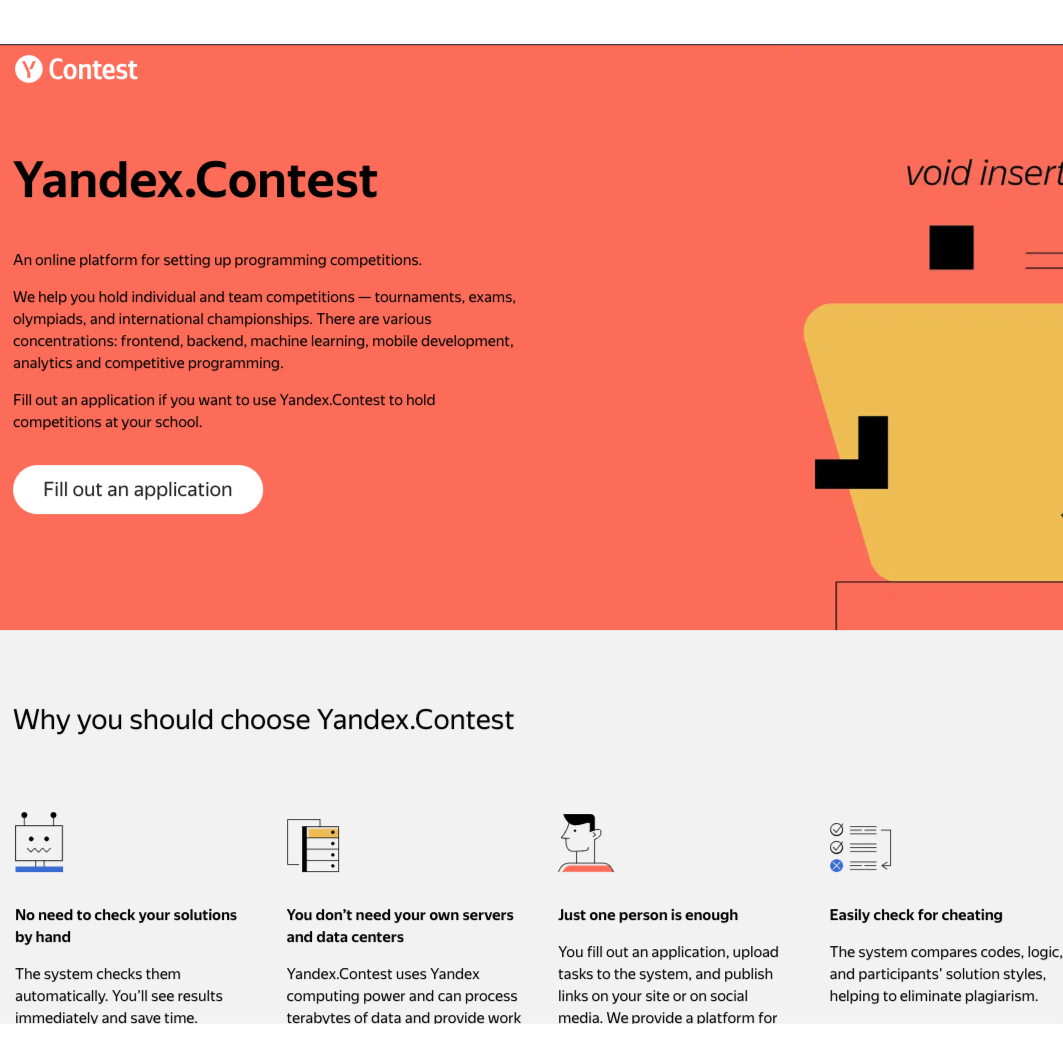 Contest
Yandex.Contest
void insert
An online platform for setting up programming competitions.
We help you hold individual and team competitions — tournaments, exams,
olympiads, and international championships. There are various
concentrations: frontend, backend, machine learning, mobile development,
analytics and competitive programming.
Fill out an application if you want to use Yandex.Contest to hold
competitions at your school.
Fill out an application
Why you should choose Yandex.Contest
No need to check your solutions
by hand
The system checks them
automatically. You’ll see results
immediately and save time.
You don’t need your own servers
and data centers
Yandex.Contest uses Yandex
computing power and can process
terabytes of data and provide work
Just one person is enough
You fill out an application, upload
tasks to the system, and publish
links on your site or on social
media. We provide a platform for
Easily check for cheating
The system compares codes, logic,
and participants’ solution styles,
helping to eliminate plagiarism.